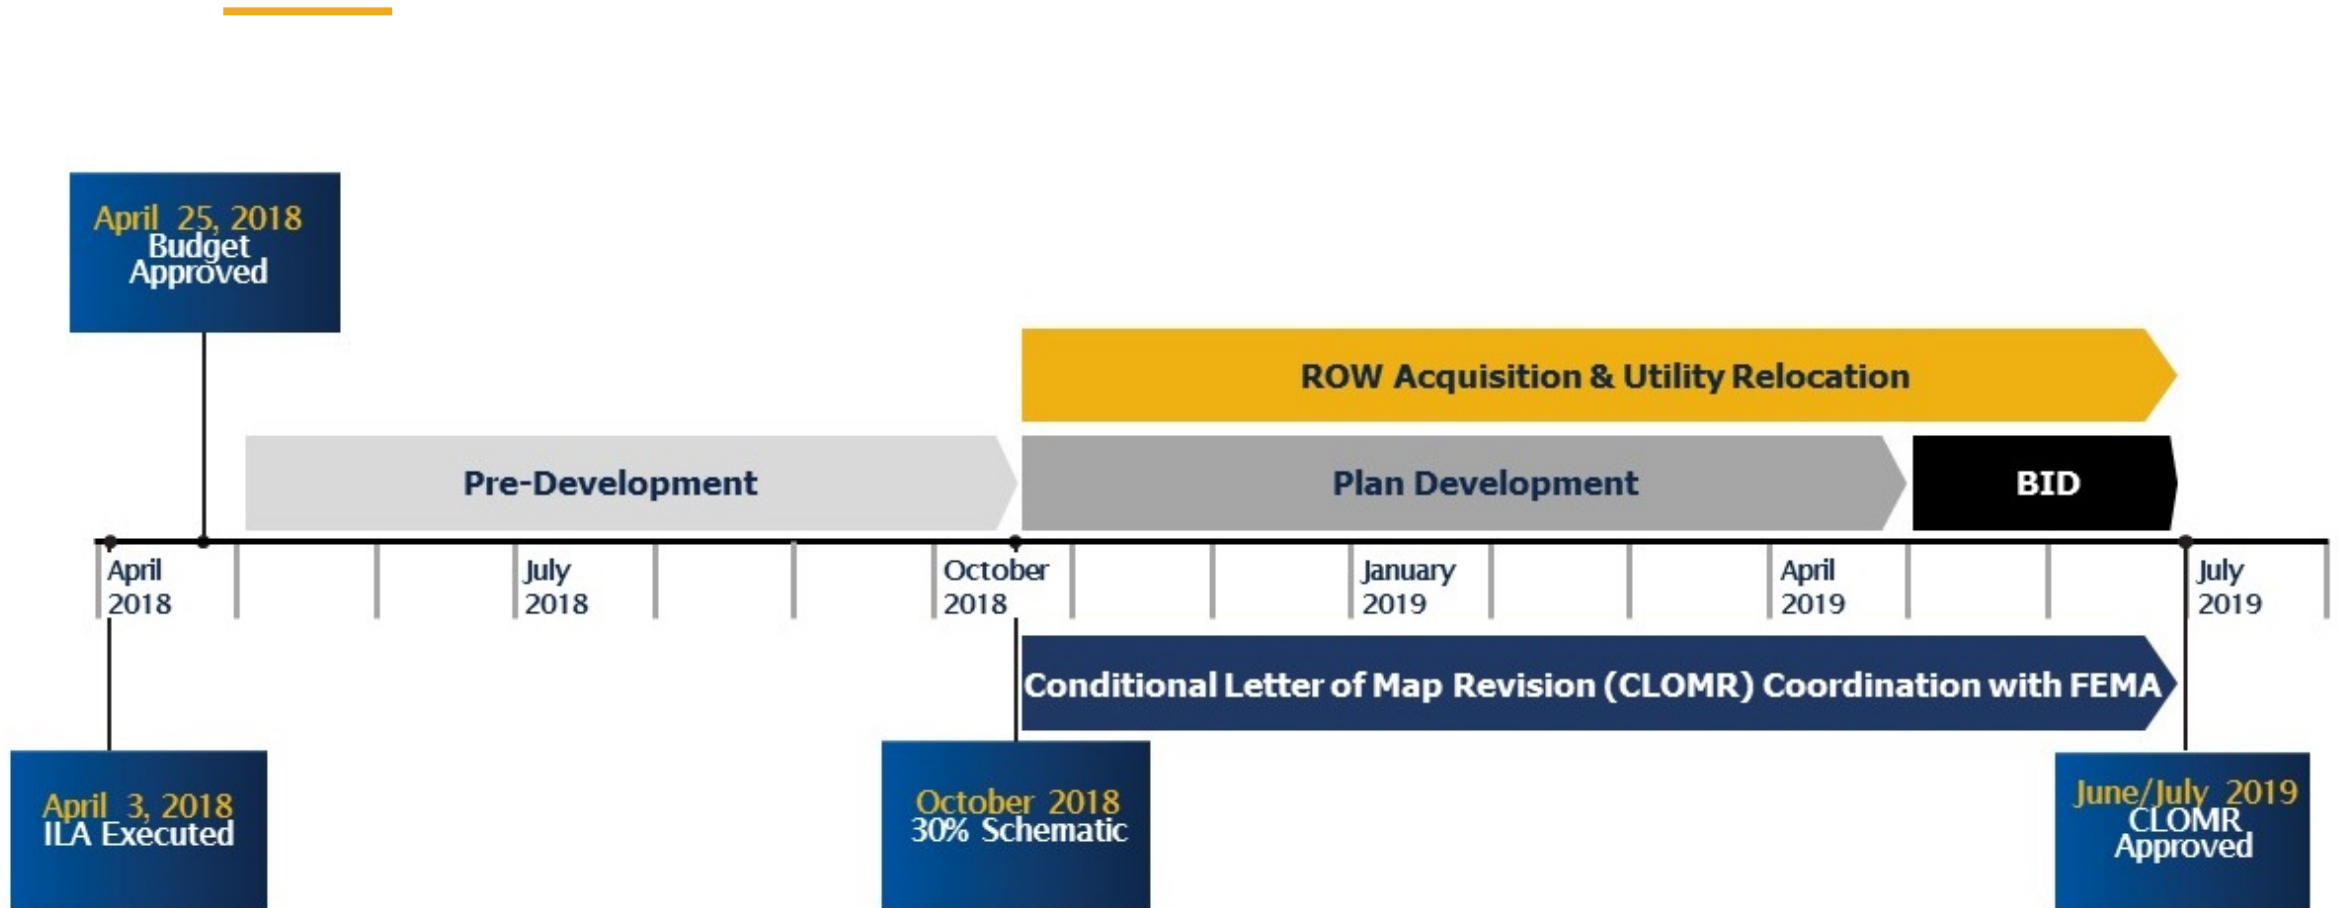 April 25, 2018
Budget
Approved
ROW Acquisition & Utility Relocation
Pre-Development
Plan Development
BID
April
2018
July
2018
October
2018
January
2019
April
2019
July
2019
Conditional Letter of Map Revision (CLOMR) Coordination with FEMA
April 3, 2018
ILA Executed
October 2018
30% Schematic
June/July 2019
CLOMR
Approved